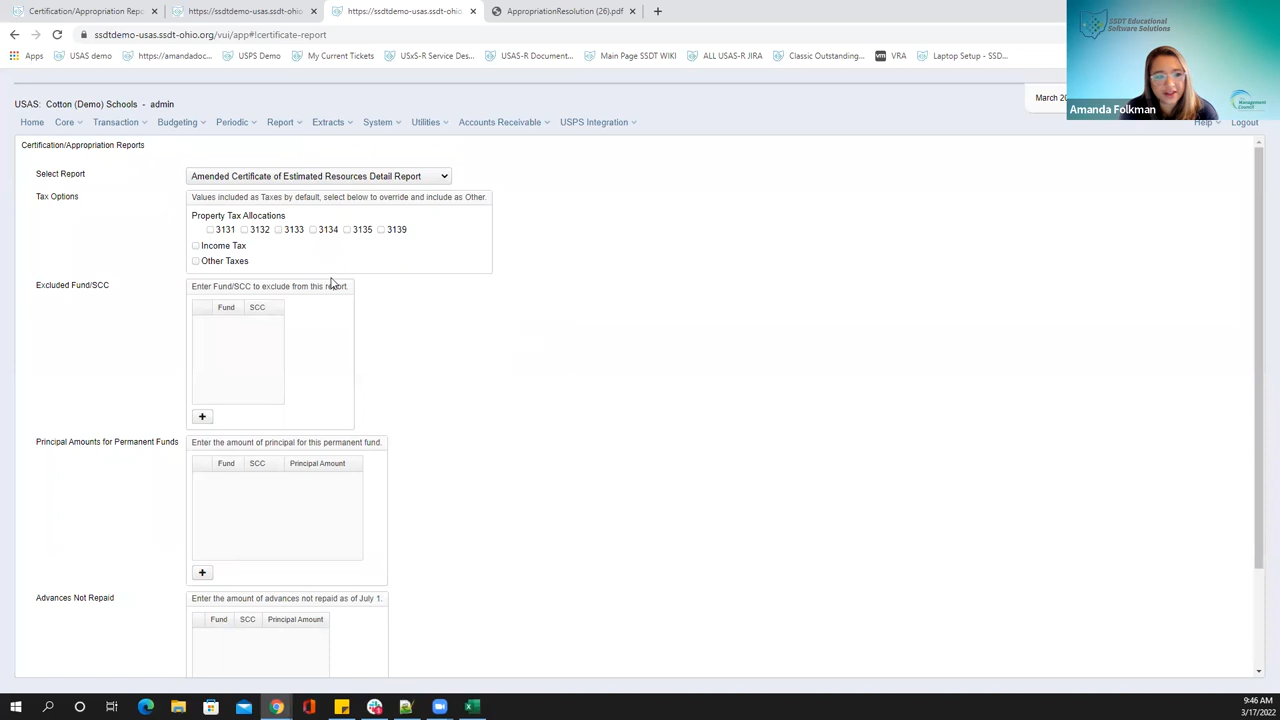 Certification/Appropriation Repo
https://ssdtdemo-usas.ssdt-ohio.
https://ssdtdemo-usas.ssdt-ohio.
AppropriationResolution (26).pdf
ssdtdemo-usas.ssdt-ohio.org/vui/app#!certificate-report
Apps
USAS demo
https://amandadoc...
USPS Demo
My Current Tickets
USxS-R Service Des...
USAS-R Document...
Main Page SSDT WIKI
ALL USAS-R JIRA
Classic Outstanding...
VRA
Laptop Setup - SSD...
SSDT Educational
Software Solutions
Management
Council
Amanda Folkman
USAS: Cotton (Demo) Schools - admin
March 20
Home Core Transaction Budgeting Periodic Report Extracts System Utilities Accounts Receivable USPS Integration Help Logout
Certification/Appropriation Reports
Select Report
Amended Certificate of Estimated Resources Detail Report
Tax Options
Values included as Taxes by default, select below to override and include as Other.
Property Tax Allocations
3131 3132 3133 3134 3135 3139
Income Tax
Other Taxes
Excluded Fund/SCC
Enter Fund/SCC to exclude from this report.
Fund SCC
+
Principal Amounts for Permanent Funds
Enter the amount of principal for this permanent fund.
Fund SCC Principal Amount
+
Advances Not Repaid
Enter the amount of advances not repaid as of July 1.
Fund SCC Principal Amount
9:46 AM
3/17/2022